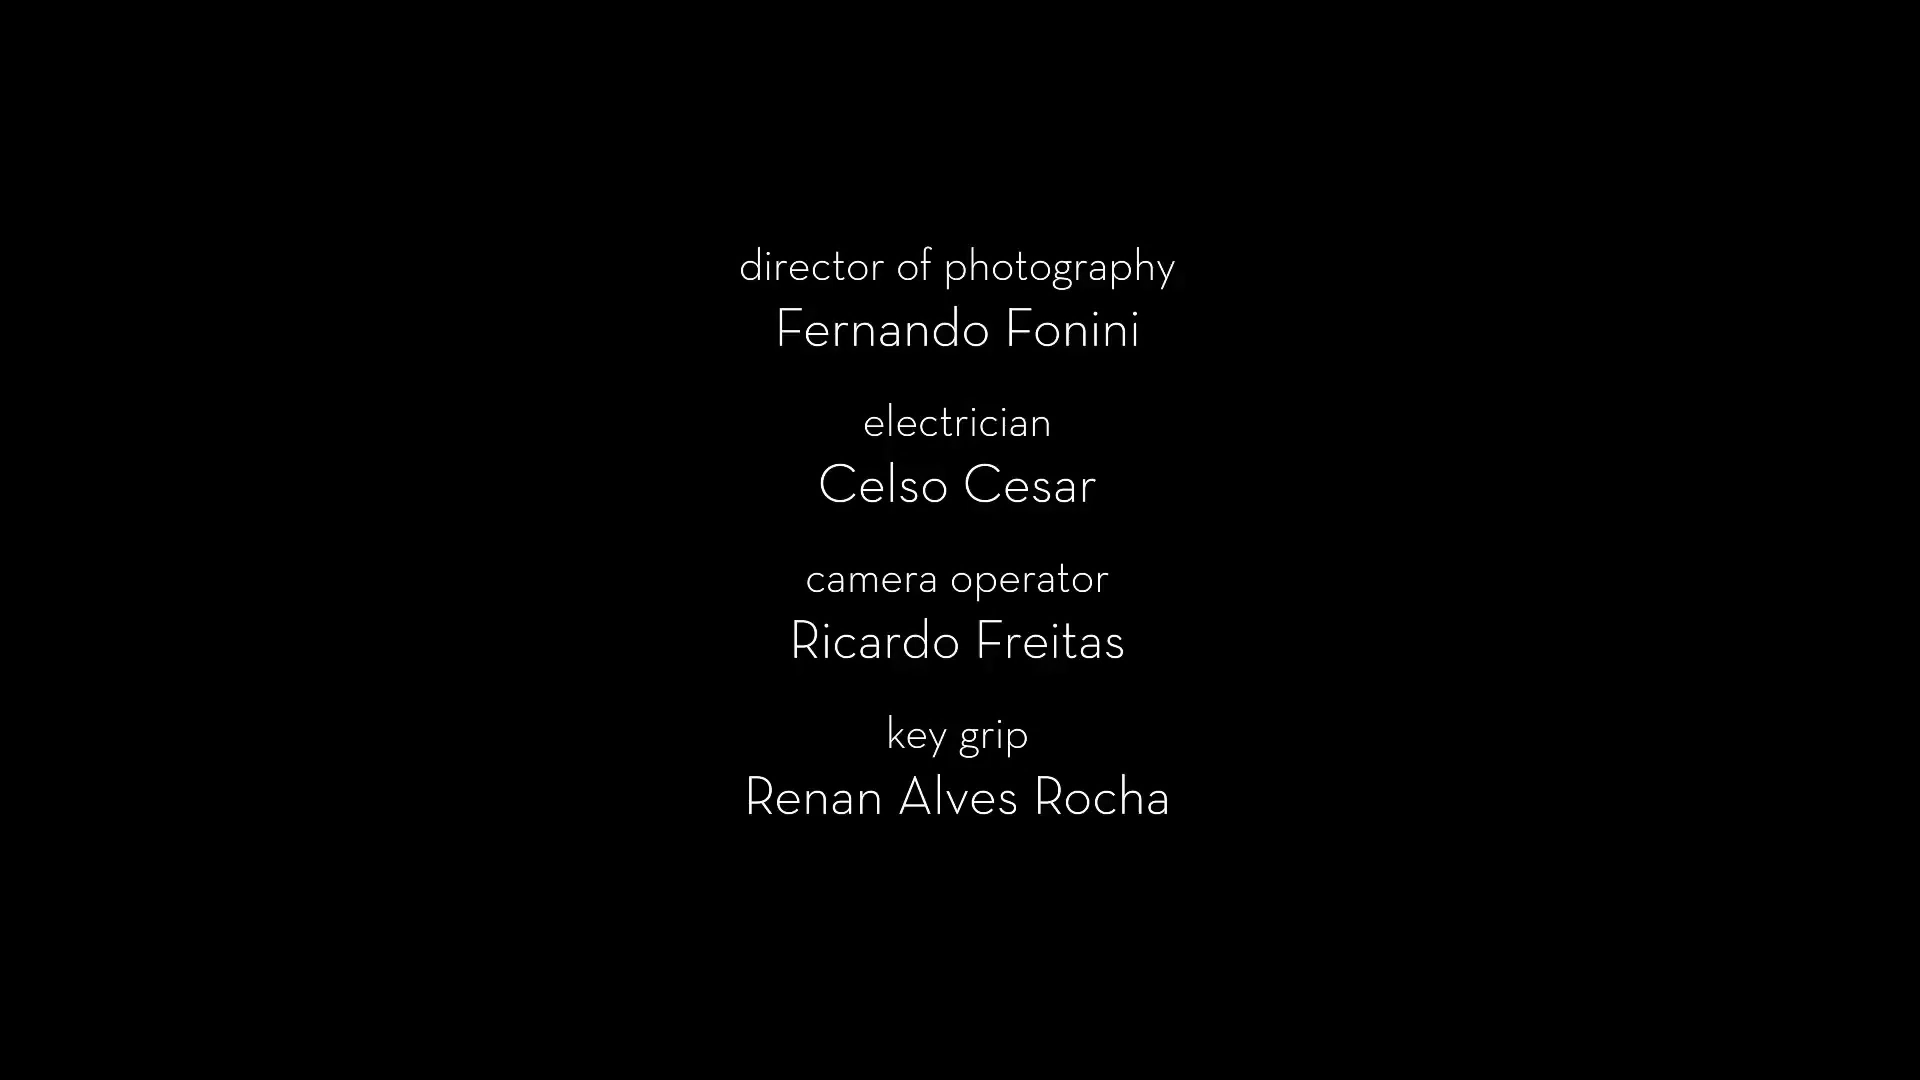 director of photography
Fernando Fonini
electrician
Celso Cesar
camera operator
Ricardo Freitas
key grip
Renan Alves Rocha